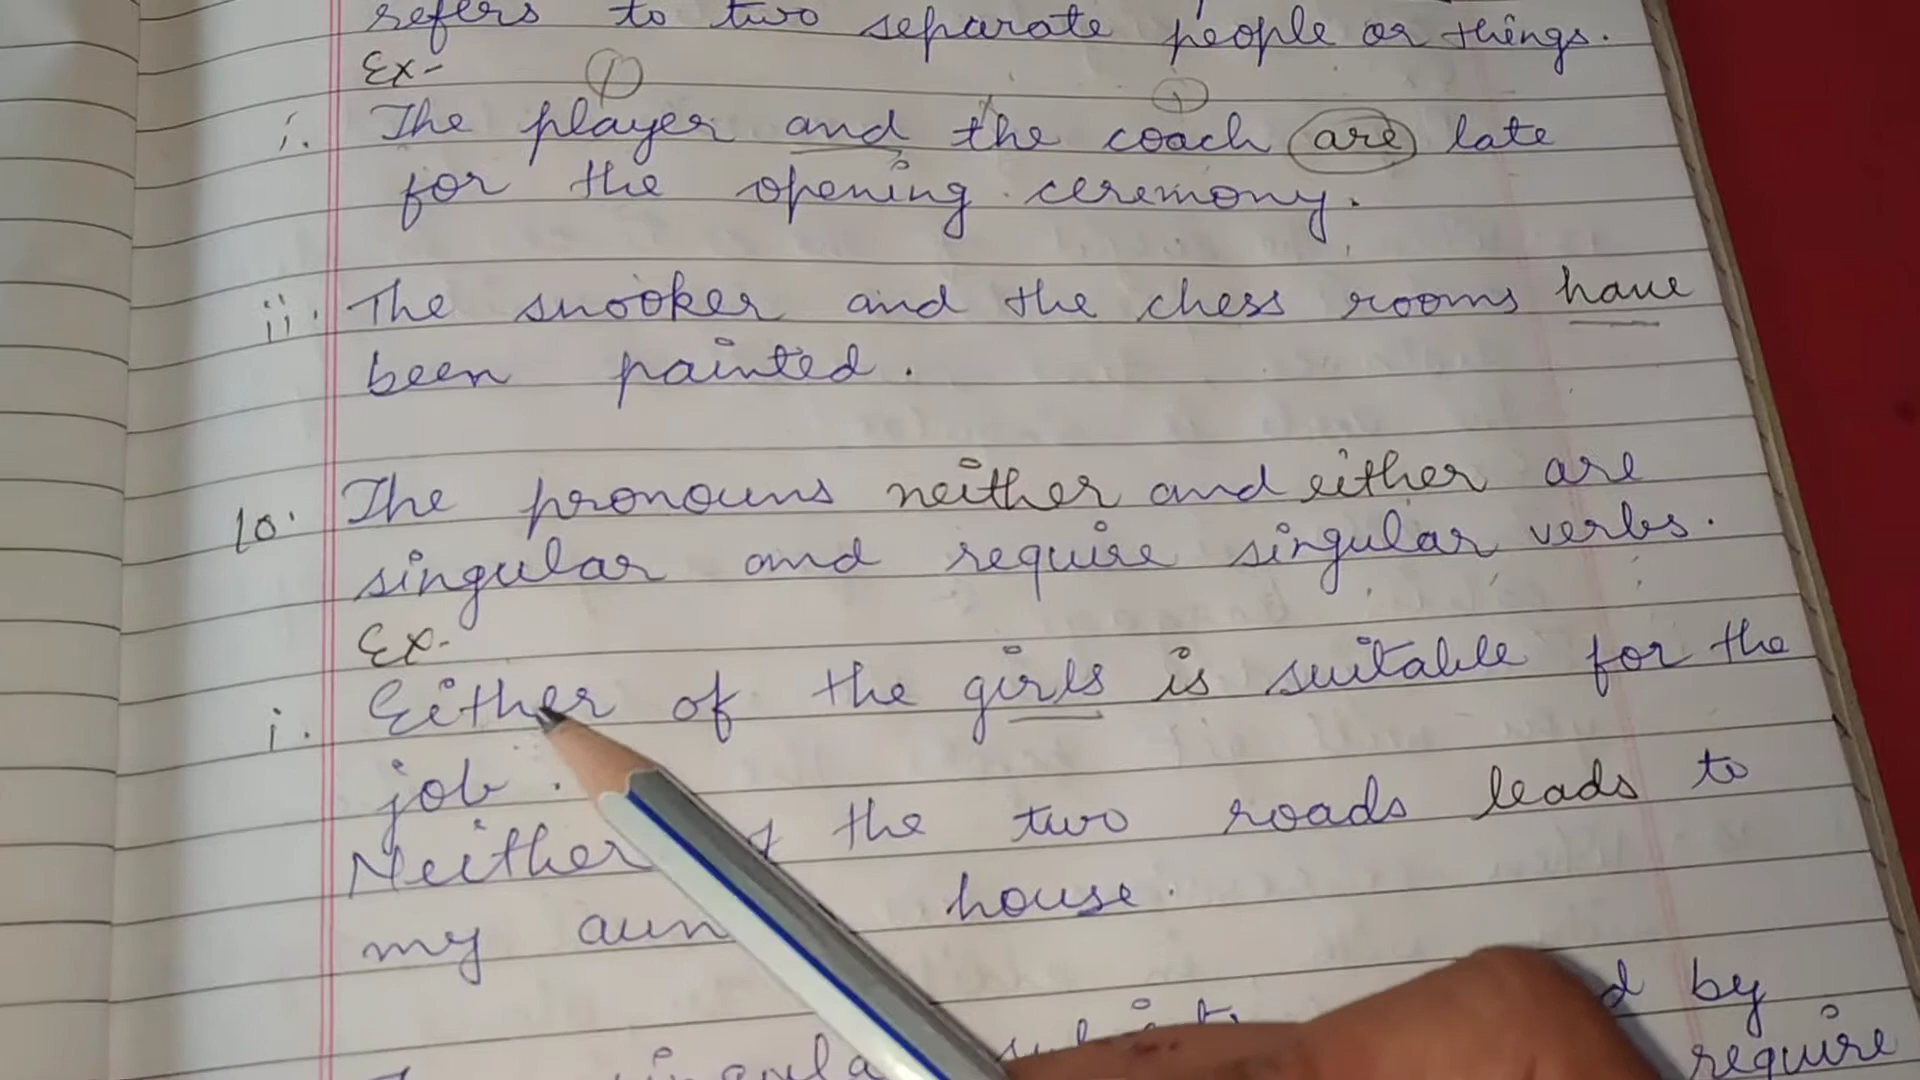 refers to two separate people or things.
Ex-
i. The player and the coach are late
for the opening ceremony.
ii. The snooker and the chess rooms have
been painted.
10. The pronouns neither and either are
singular and require singular verbs.
Ex-
i. Either of the girls is suitable for the
job.
Neither the two roads leads to
my house.
by
require